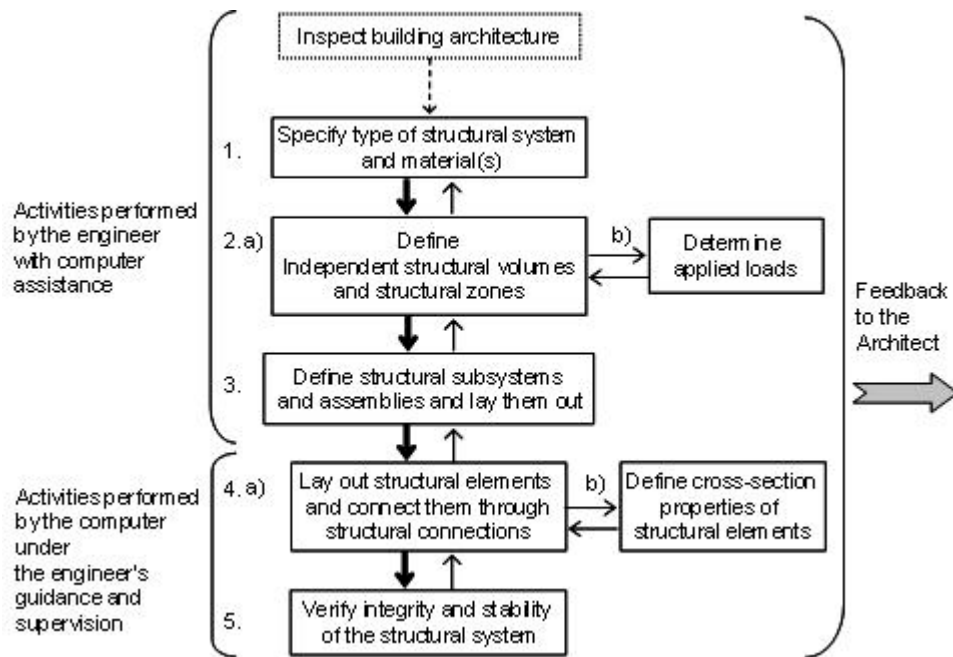 Inspect building architecture
1.
Specify type of structural system
and material(s)
Activities performed
by the engineer
with computer
assistance
2.a)
Define
Independent structural volumes
and structural zones
b)
Determine
applied loads
Feedback
to the
Architect
3.
Define structural subsystems
and assemblies and lay them out
Activities performed
by the computer
under
the engineer's
guidance and
supervision
4.a)
Lay out structural elements
and connect them through
structural connections
b)
Define cross-section
properties of
structural elements
5.
Verify integrity and stability
of the structural system